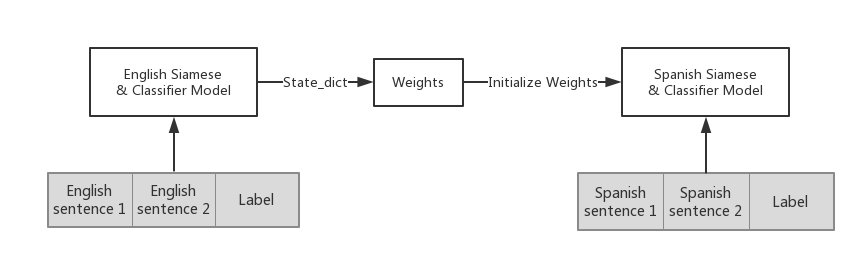 English Siamese
& Classifier Model
State_dict
Weights
Initialize Weights
Spanish Siamese
& Classifier Model
English
sentence 1
English
sentence 2
Label
Spanish
sentence 1
Spanish
sentence 2
Label